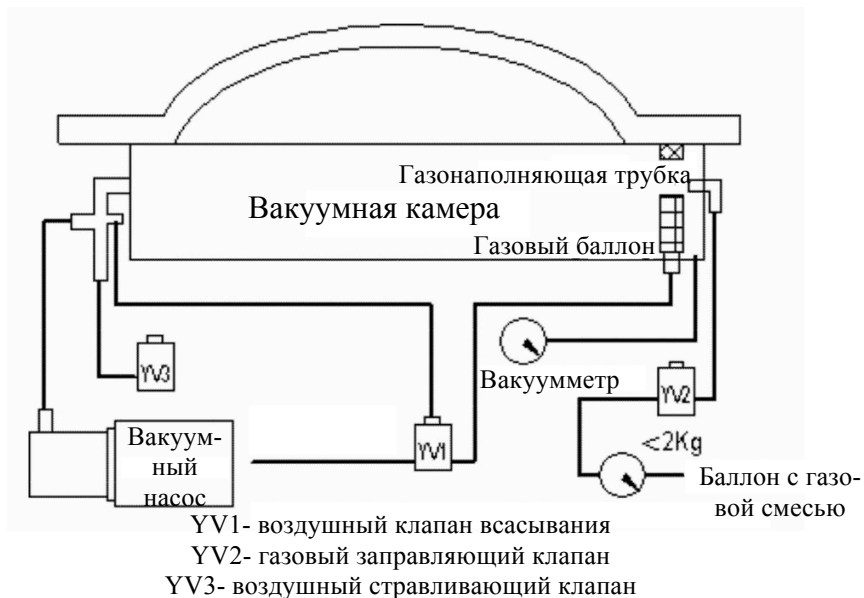 Газонаполняющая трубка
Вакуумная камера
Газовый баллон
YV3
Вакуумметр
YV2
Вакуум-
ный
насос
YV1
<2Kg
Баллон с газо-
вой смесью
YV1- воздушный клапан всасывания
YV2- газовый заправляющий клапан
YV3- воздушный стравливающий клапан